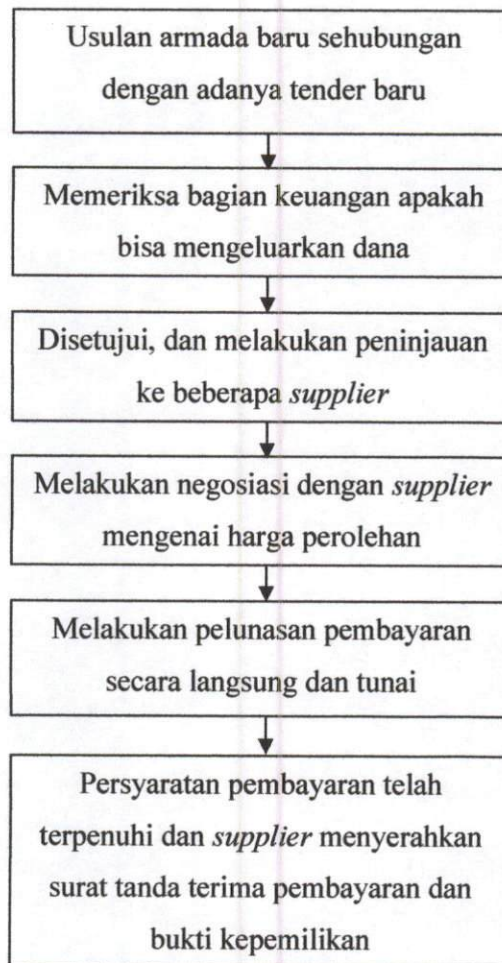 Usulan armada baru sehubungan
dengan adanya tender baru
Memeriksa bagian keuangan apakah
bisa mengeluarkan dana
Disetujui, dan melakukan peninjauan
ke beberapa supplier
Melakukan negosiasi dengan supplier
mengenai harga perolehan
Melakukan pelunasan pembayaran
secara langsung dan tunai
Persyaratan pembayaran telah
terpenuhi dan supplier menyerahkan
surat tanda terima pembayaran dan
bukti kepemilikan